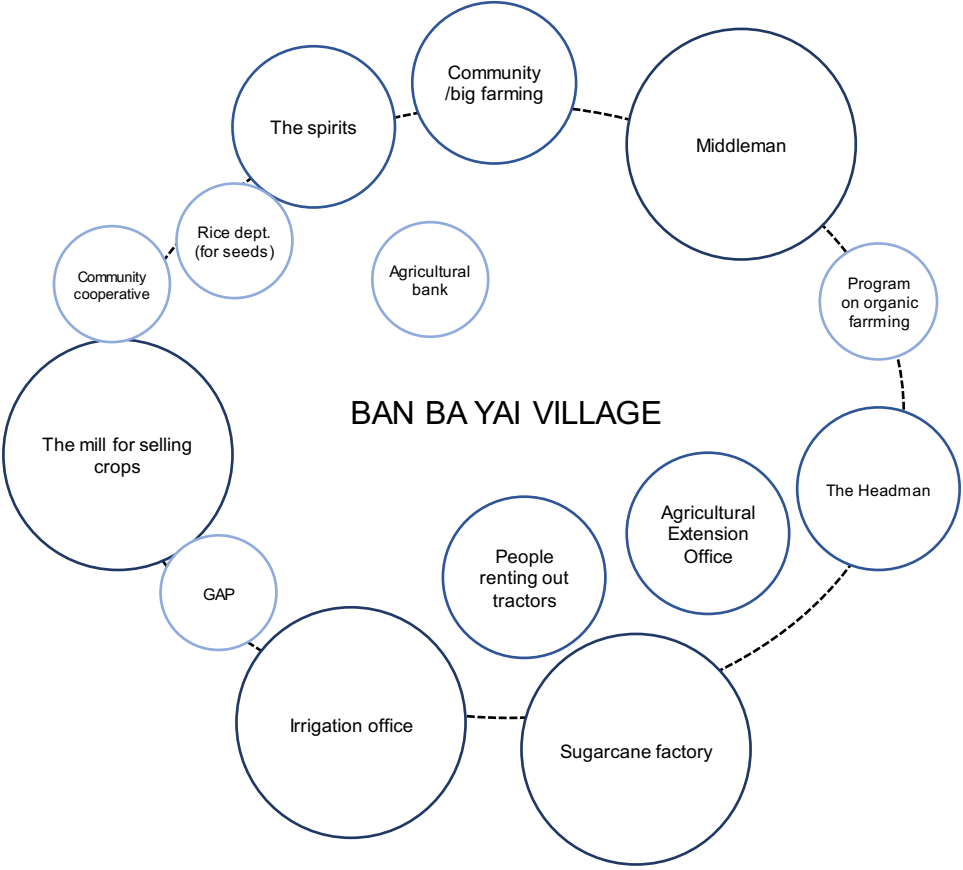 Community
/big farming
The spirits
Middleman
Rice dept.
(for seeds)
Agricultural
bank
Community
cooperative
Program
on organic
farrming
BAN BA YAI VILLAGE
The mill for selling
crops
The Headman
Agricultural
Extension
Office
People
renting out
tractors
GAP
Irrigation office
Sugarcane factory